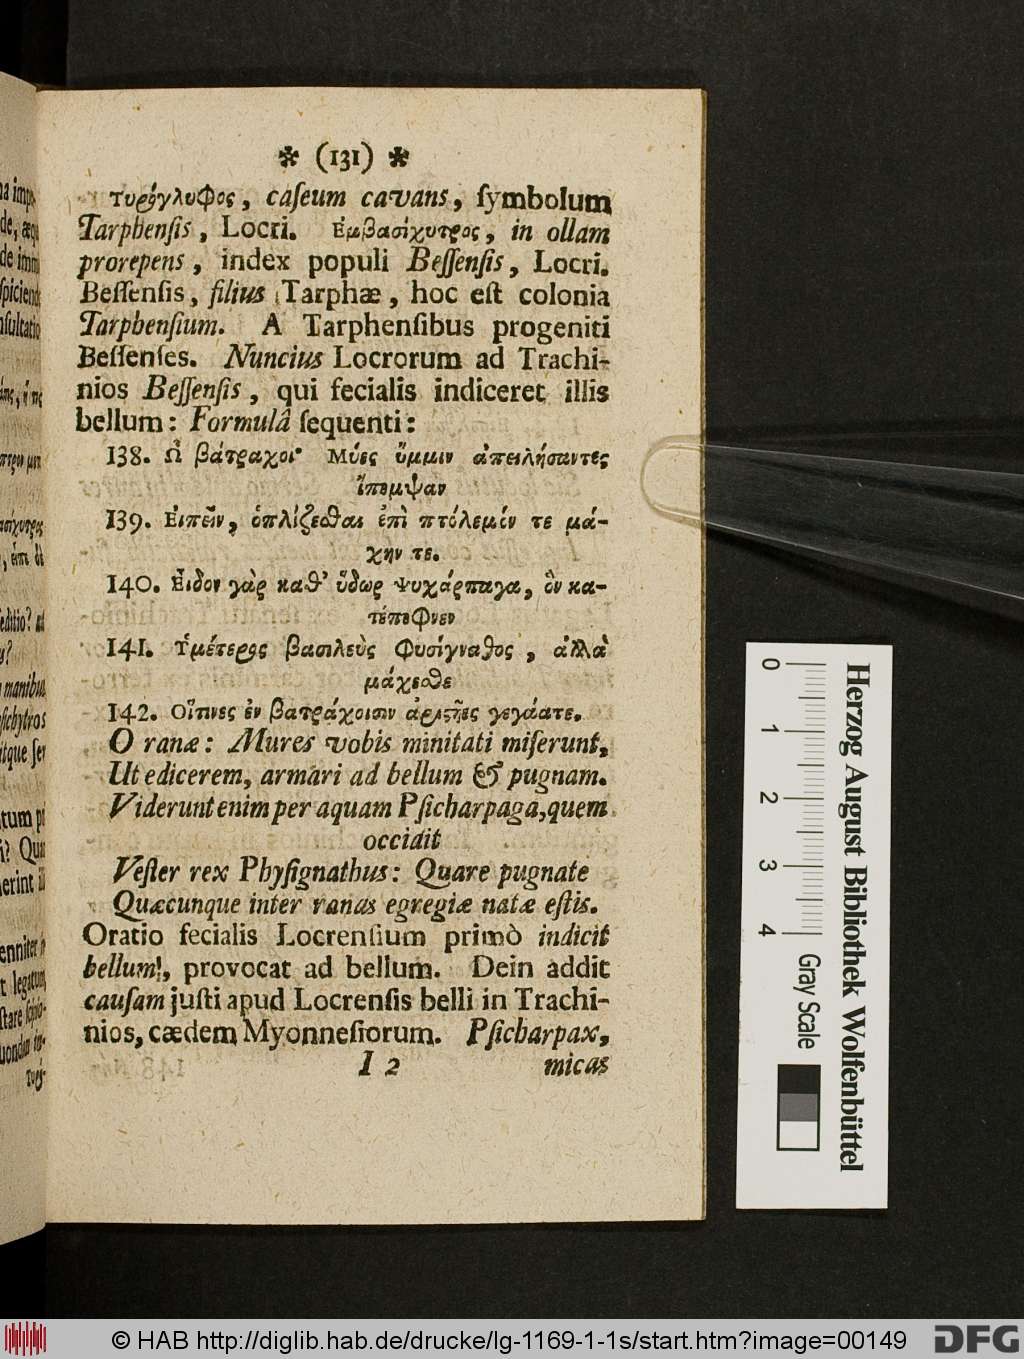 * (131) *
τυρόγλυφος, caſeum cavans, ſymbolum
Tarphenſis, Locri. Ἐμβασίχυτρος, in ollam
prorepens, index populi Beſſenſis, Locri.
Beſſenſis, filius Tarphæ, hoc eſt colonia
Tarphenſium. A Tarphenſibus progeniti
Beſſenſes. Nuncius Locrorum ad Trachi-
nios Beſſenſis, qui fecialis indiceret illis
bellum: Formulâ ſequenti:
138. Ὦ βάτραχοι· Μύες ὔμμιν ἀπειλήσαντες
ἔπεμψαν
139. Εἰπεῖν, ὁπλίζεσθαι ἐπὶ πτόλεμόν τε μά-
χην τε.
140. Εἶδον γὰρ καθ' ὕδωρ Ψυχάρπαγα, ὃν κα-
τέπεφνεν
141. Ὑμέτερος βασιλεὺς Φυσίγναθος, ἀλλὰ
μάχεσθε
142. Οἵτινες ἐν βατράχοισιν ἀριστῆες γεγάατε.
O ranæ: Mures vobis minitati miſerunt,
Ut edicerem, armari ad bellum & pugnam.
Viderunt enim per aquam Pſicharpaga, quem
occidit
Veſter rex Phyſignathus: Quare pugnate
Quæcunque inter ranas egregiæ natæ eſtis.
Oratio fecialis Locrenſium primò indicit
bellum!, provocat ad bellum. Dein addit
cauſam juſti apud Locrenſis belli in Trachi-
nios, cædem Myonneſiorum. Pſicharpax,
I 2 micas
Herzog August Bibliothek Wolfenbüttel
0 1 2 3 4 Gray Scale
© HAB http://diglib.hab.de/drucke/lg-1169-1-1s/start.htm?image=00149
DFG